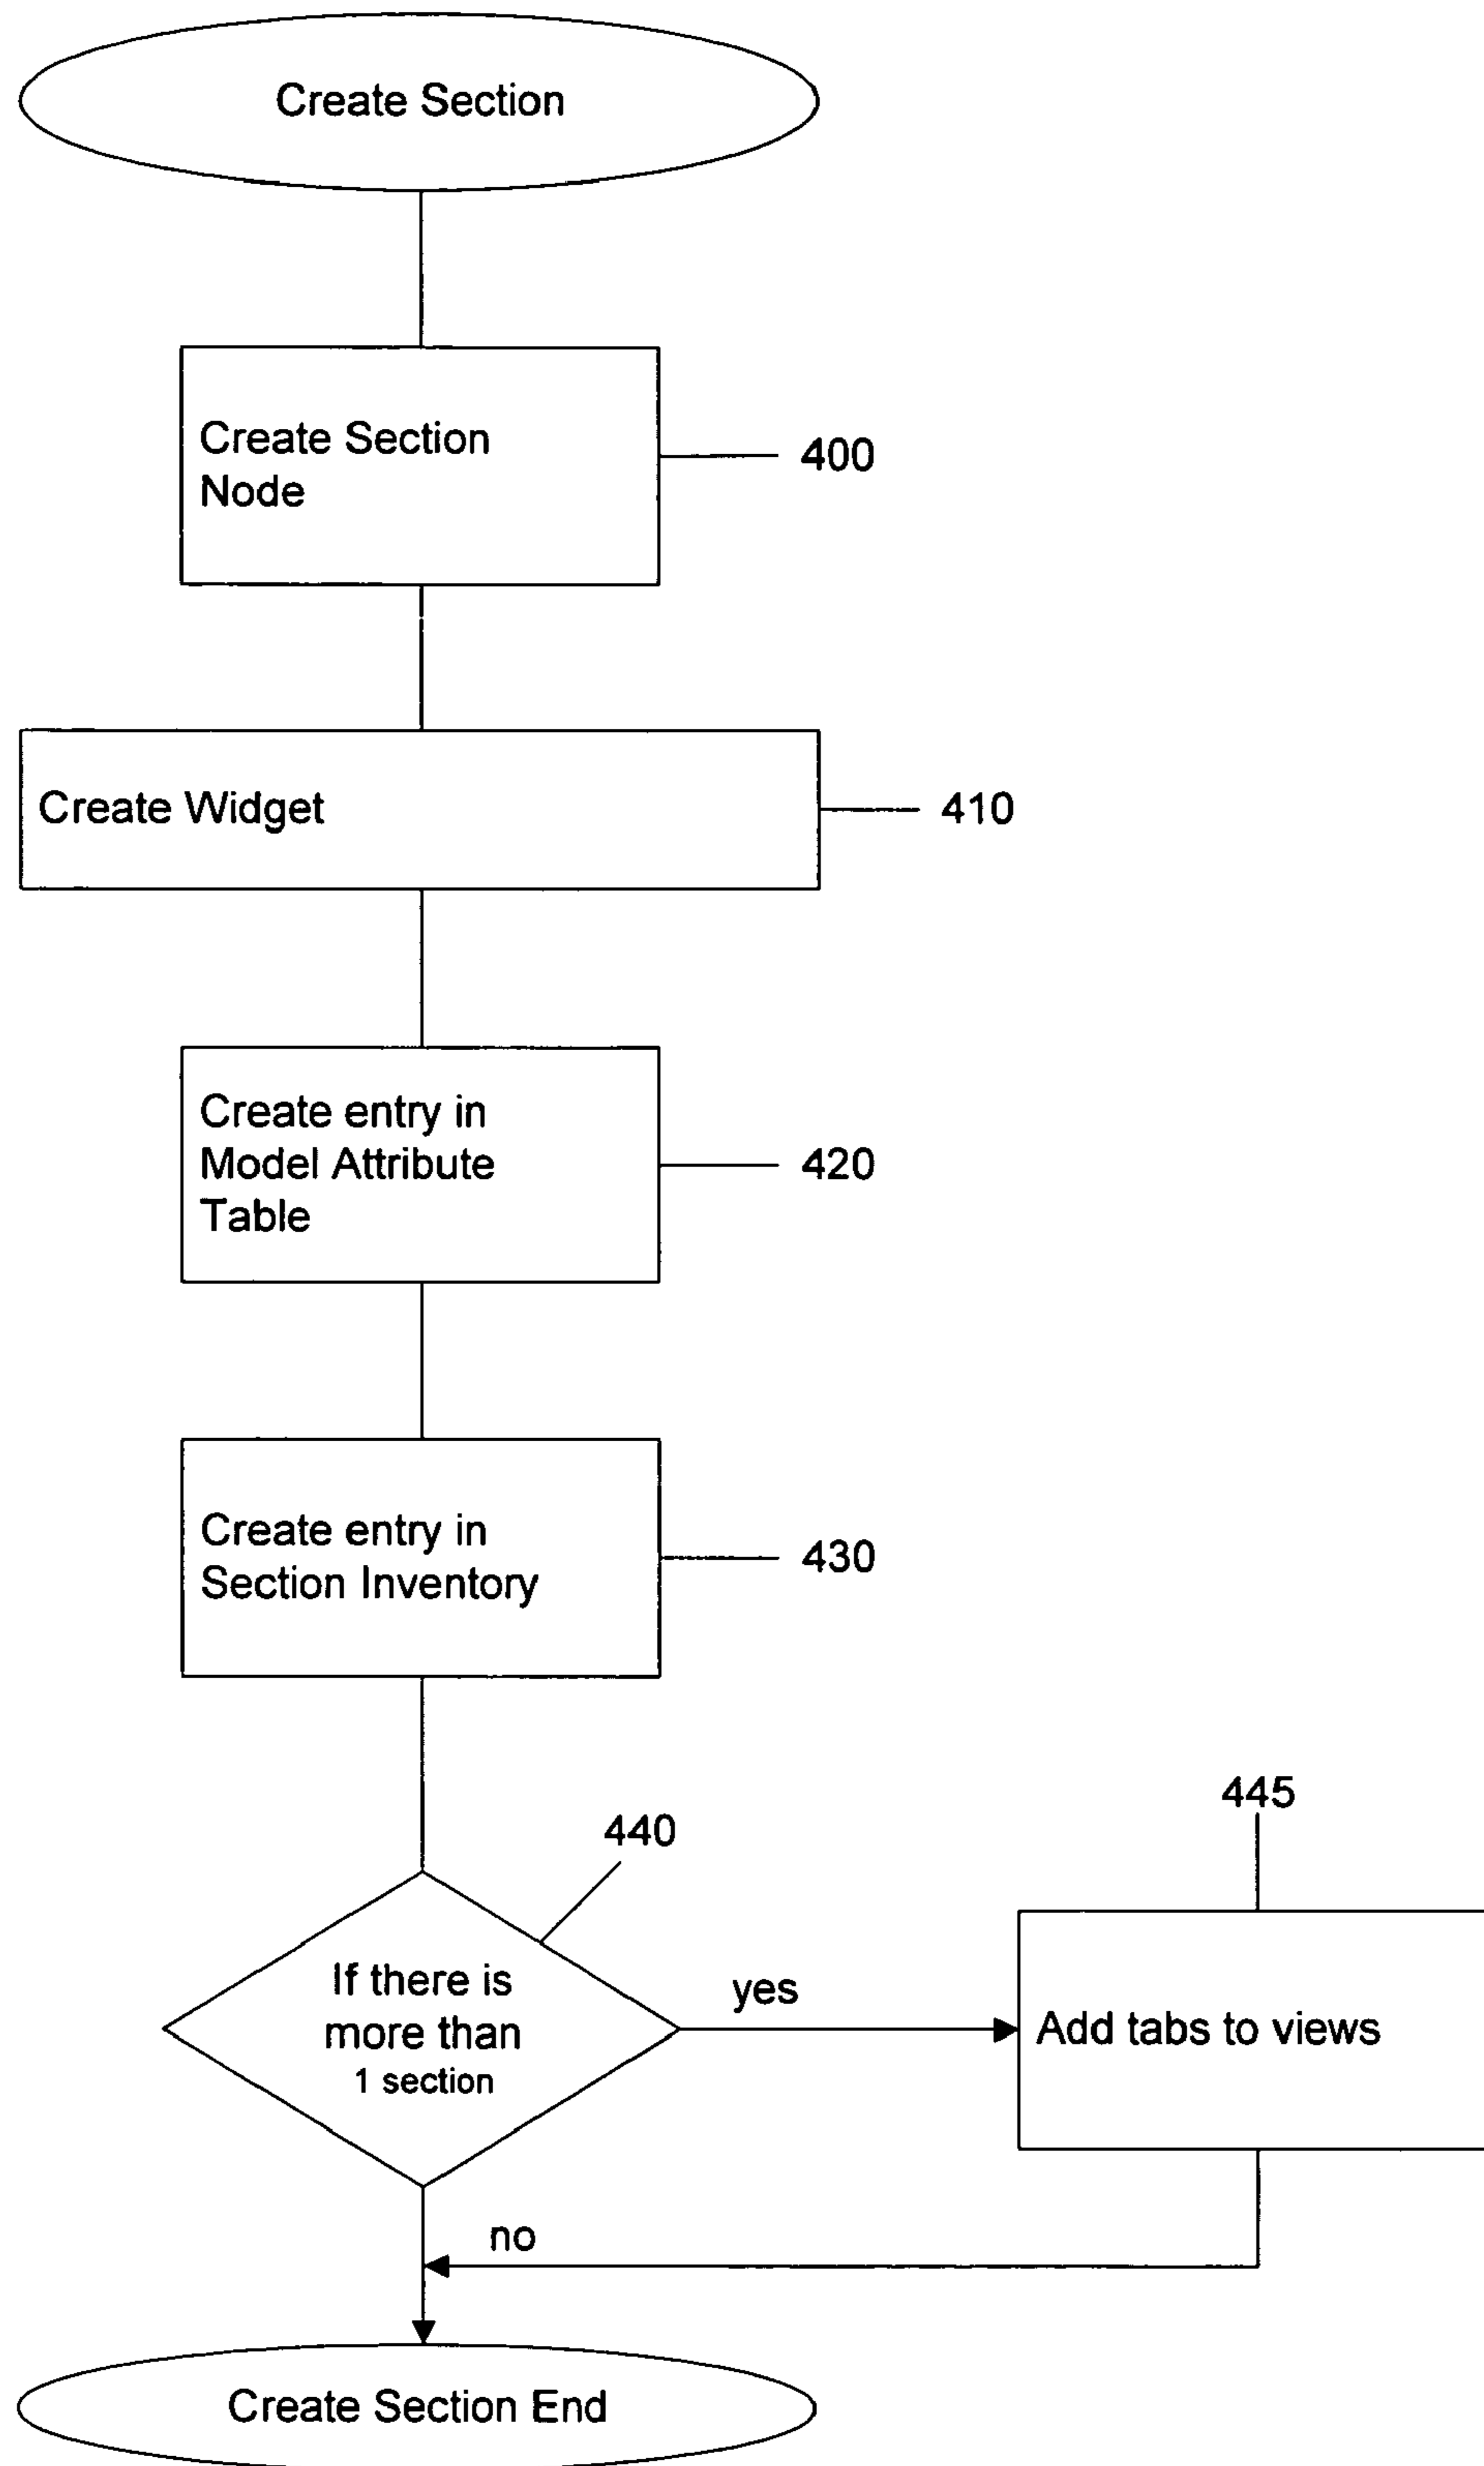 Create Section
Create Section
Node
400
Create Widget
410
Create entry in
Model Attribute
Table
420
Create entry in
Section Inventory
430
440
445
If there is
more than
1 section
yes
Add tabs to views
no
Create Section End